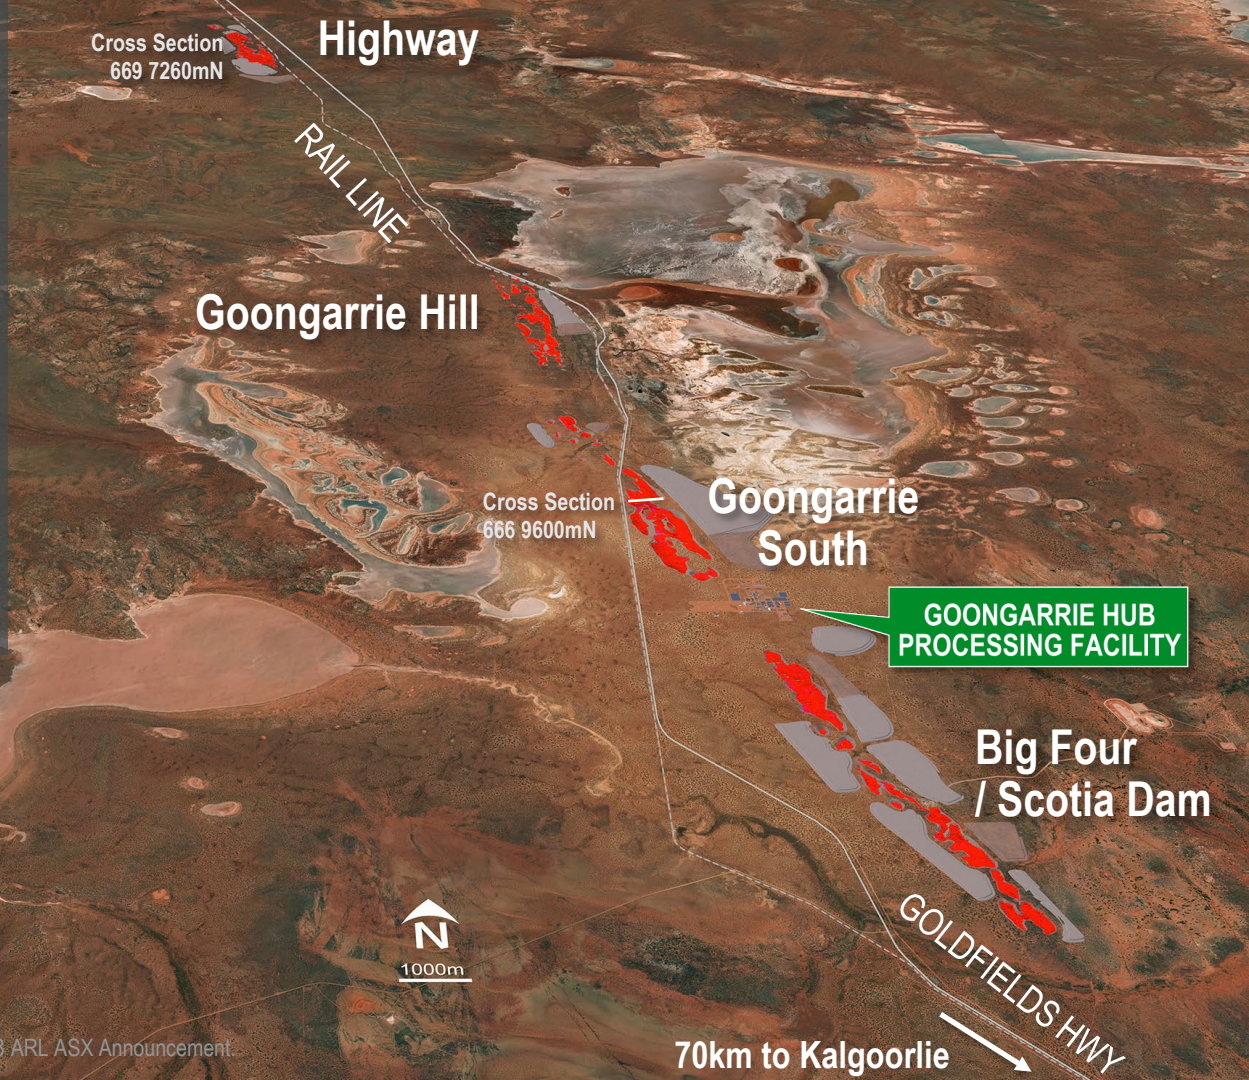 Highway
Cross Section
669 7260mN
RAIL LINE
Goongarrie Hill
Cross Section
666 9600mN
Goongarrie
South
GOONGARRIE HUB
PROCESSING FACILITY
Big Four
/ Scotia Dam
N
1000m
GOLDFIELDS HWY
ARL ASX Announcement.
70km to Kalgoorlie